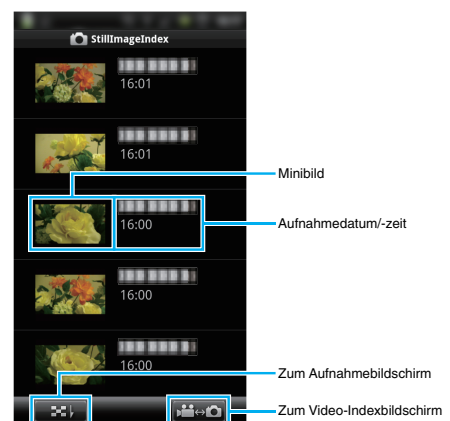 StillImageIndex
16:01
16:01
Minibild
Aufnahmedatum/-zeit
16:00
16:00
16:00
Zum Aufnahmebildschirm
Zum Video-Indexbildschirm